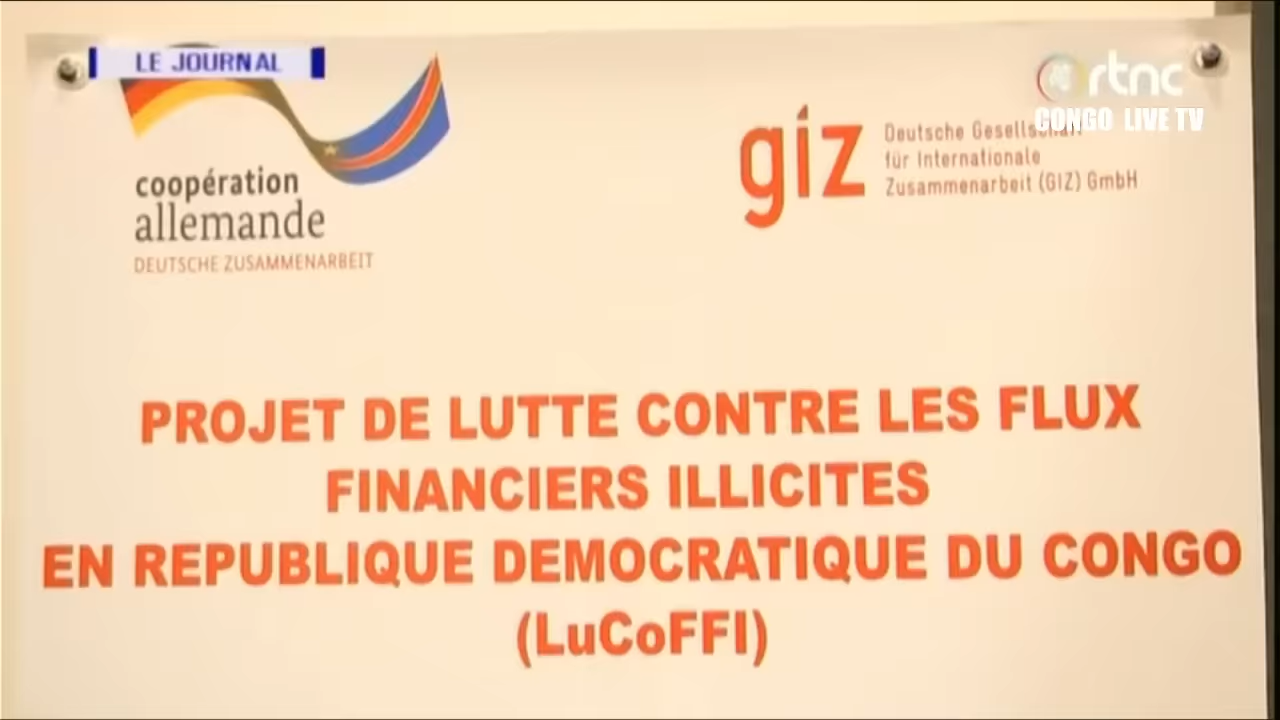 LE JOURNAL
rtnc
CONGO LIVE TV
coopération
allemande
DEUTSCHE ZUSAMMENARBEIT
giz
Deutsche Gesellschaft
für Internationale
Zusammenarbeit (GIZ) GmbH
PROJET DE LUTTE CONTRE LES FLUX
FINANCIERS ILLICITES
EN REPUBLIQUE DEMOCRATIQUE DU CONGO
(LuCoFFI)